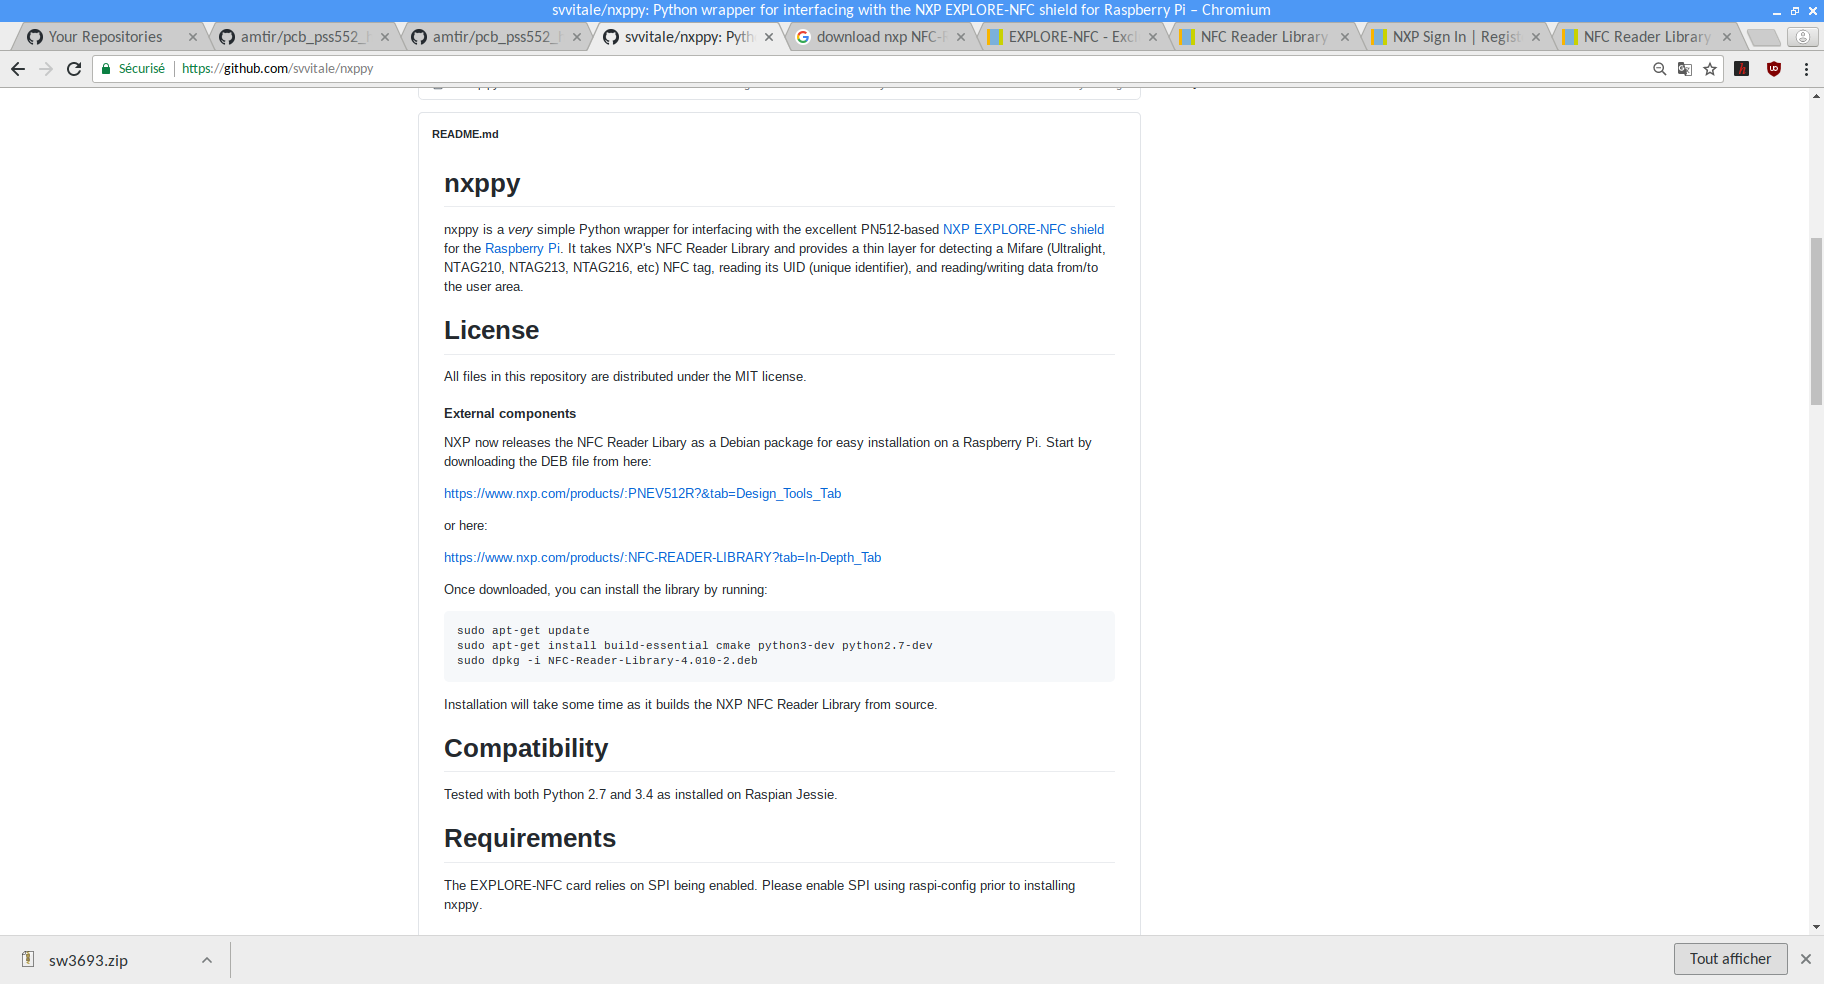 svvitale/nxppy: Python wrapper for interfacing with the NXP EXPLORE-NFC shield for Raspberry Pi – Chromium
Your Repositories
amtir/pcb_pss552_
amtir/pcb_pss552_
svvitale/nxppy: Pyth
download nxp NFC-
EXPLORE-NFC - Exc
NFC Reader Library
NXP Sign In | Regist
NFC Reader Library
Sécurisé
https://github.com/svvitale/nxppy
README.md
nxppy
nxppy is a very simple Python wrapper for interfacing with the excellent PN512-based NXP EXPLORE-NFC shield
for the Raspberry Pi. It takes NXP's NFC Reader Library and provides a thin layer for detecting a Mifare (Ultralight,
NTAG210, NTAG213, NTAG216, etc) NFC tag, reading its UID (unique identifier), and reading/writing data from/to
the user area.
License
All files in this repository are distributed under the MIT license.
External components
NXP now releases the NFC Reader Libary as a Debian package for easy installation on a Raspberry Pi. Start by
downloading the DEB file from here:
https://www.nxp.com/products/:PNEV512R?&tab=Design_Tools_Tab
or here:
https://www.nxp.com/products/:NFC-READER-LIBRARY?tab=In-Depth_Tab
Once downloaded, you can install the library by running:
sudo apt-get update
sudo apt-get install build-essential cmake python3-dev python2.7-dev
sudo dpkg -i NFC-Reader-Library-4.010-2.deb
Installation will take some time as it builds the NXP NFC Reader Library from source.
Compatibility
Tested with both Python 2.7 and 3.4 as installed on Raspian Jessie.
Requirements
The EXPLORE-NFC card relies on SPI being enabled. Please enable SPI using raspi-config prior to installing
nxppy.
sw3693.zip
Tout afficher